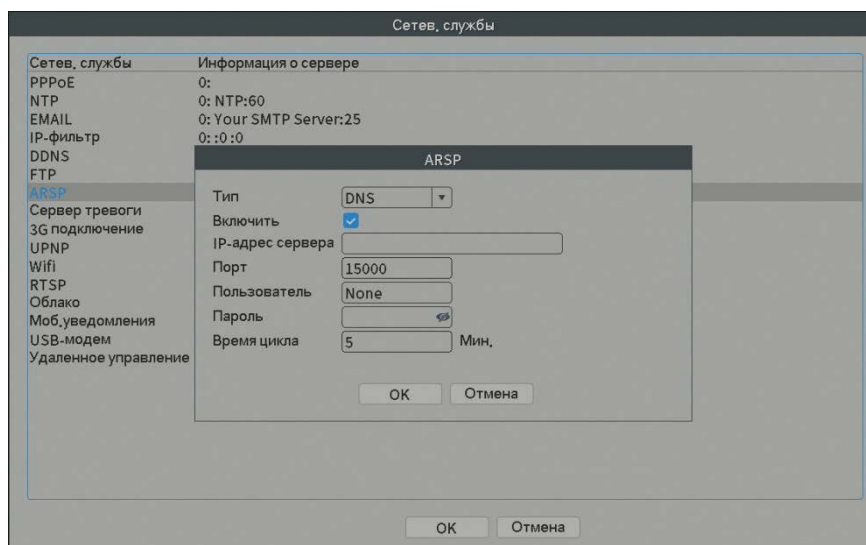 Сетев. службы
Сетев. службы Информация о сервере
PPPoE 0:
NTP 0: NTP:60
EMAIL 0: Your SMTP Server:25
IP-фильтр 0: :0 :0
DDNS
FTP
ARSP
Сервер тревоги
3G подключение
UPNP
Wifi
RTSP
Облако
Моб.уведомления
USB-модем
Удаленное управление
ARSP
Тип DNS
Включить
IP-адрес сервера
Порт 15000
Пользователь None
Пароль
Время цикла 5 Мин.
OK Отмена
OK Отмена